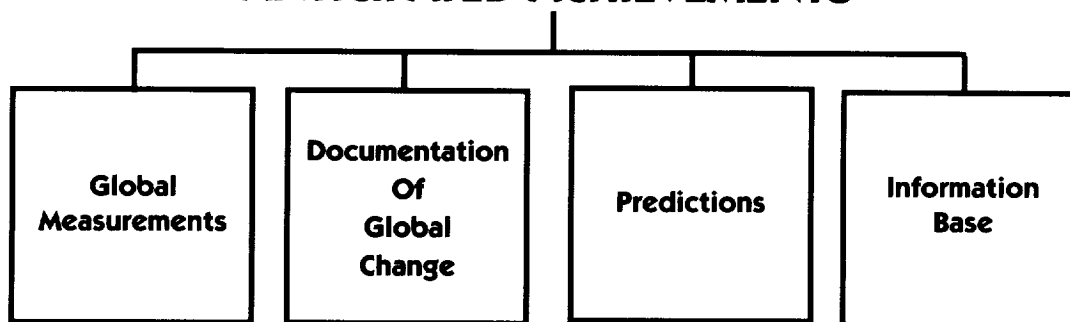 Global
Measurements
Documentation
Of
Global
Change
Predictions
Information
Base